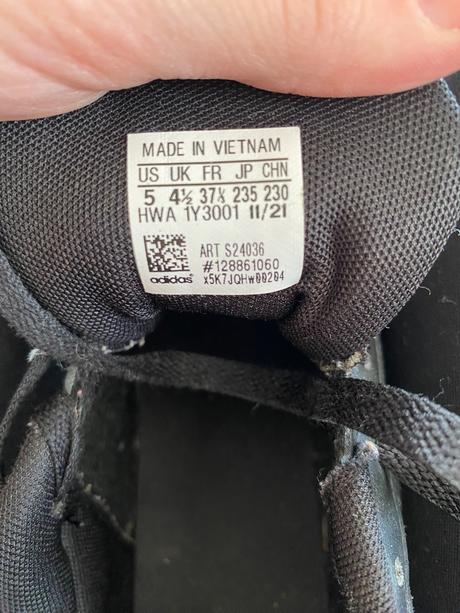 MADE IN VIETNAM
US UK FR JP CHN
5 4½ 37⅓ 235 230
HWA 1Y3001 11/21
ART S24036
#128861060
adidas x5K7JQHw00204